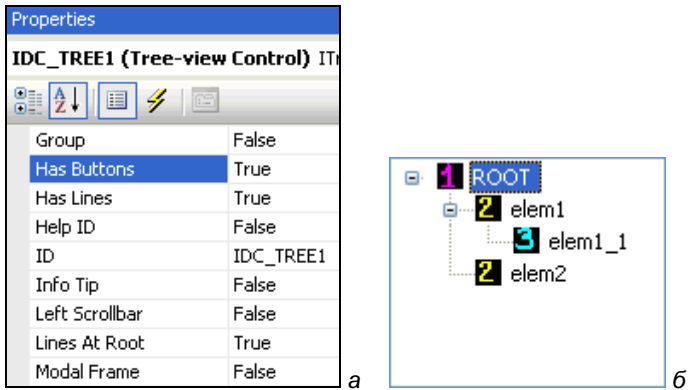 Properties
IDC_TREE1 (Tree-view Control) ITr
A Z
Group False
Has Buttons True
Has Lines True
Help ID False
ID IDC_TREE1
Info Tip False
Left Scrollbar False
Lines At Root True
Modal Frame False
а
1 ROOT
2 elem1
3 elem1_1
2 elem2
б